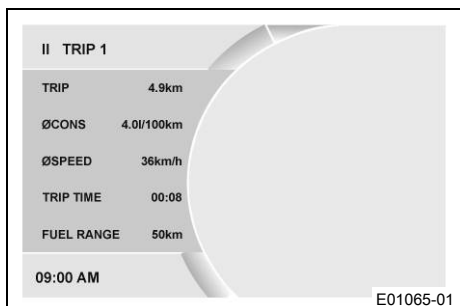 II TRIP 1
TRIP 4.9km
ØCONS 4.0l/100km
ØSPEED 36km/h
TRIP TIME 00:08
FUEL RANGE 50km
09:00 AM
E01065-01